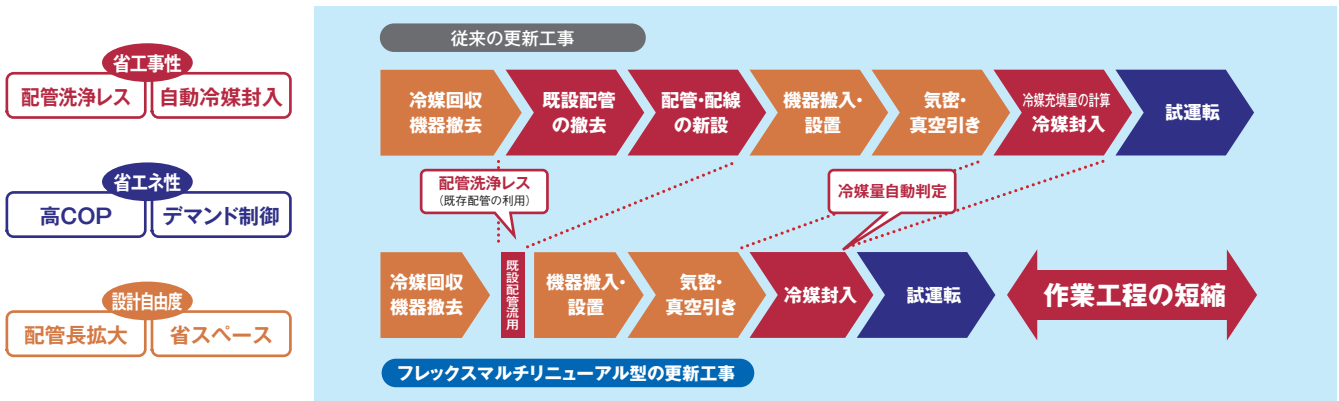 省工事性
配管洗浄レス
自動冷媒封入
省エネ性
高COP
デマンド制御
設計自由度
配管長拡大
省スペース
従来の更新工事
冷媒回収
機器撤去
既設配管
の撤去
配管・配線
の新設
機器搬入・
設置
気密・
真空引き
冷媒充填量の計算
冷媒封入
試運転
配管洗浄レス
(既存配管の利用)
冷媒量自動判定
冷媒回収
機器撤去
既設配管流用
機器搬入・
設置
気密・
真空引き
冷媒封入
試運転
作業工程の短縮
フレックスマルチリニューアル型の更新工事